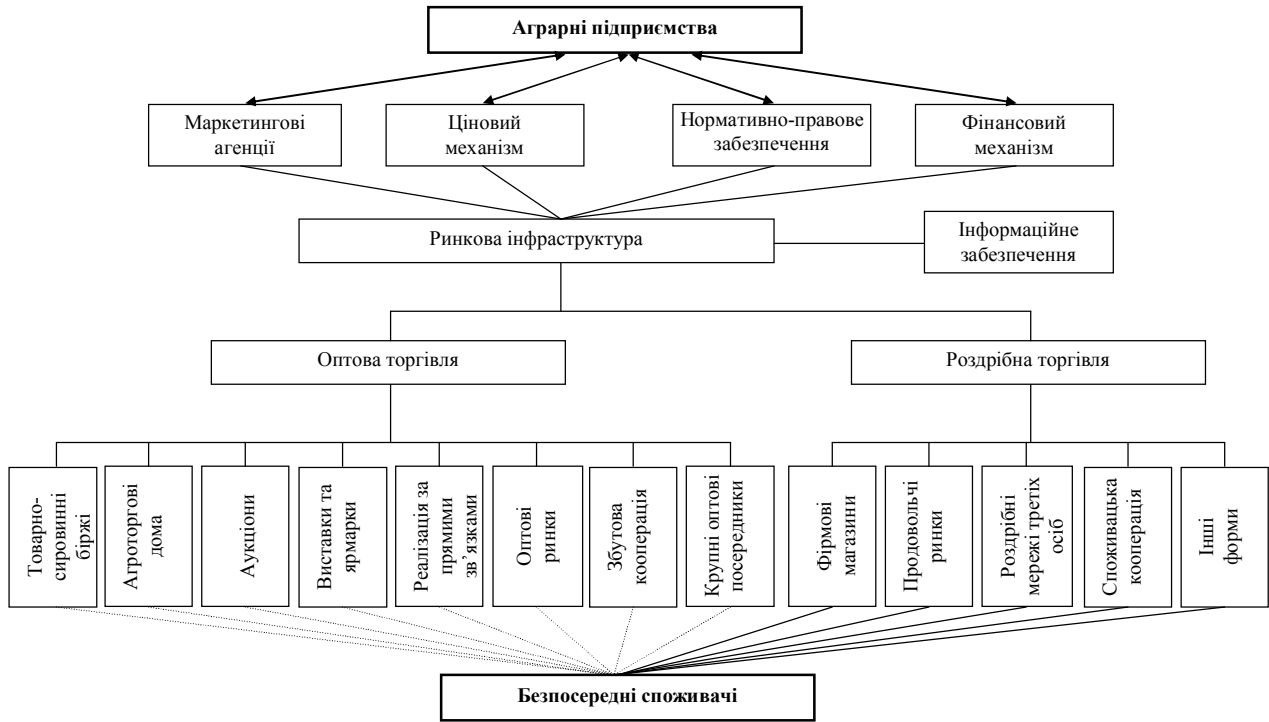 Аграрні підприємства
Маркетингові
агенції
Ціновий
механізм
Нормативно-правове
забезпечення
Фінансовий
механізм
Ринкова інфраструктура
Інформаційне
забезпечення
Оптова торгівля
Роздрібна торгівля
Товарно-
сировинні
біржі
Агроторгові
дома
Аукціони
Виставки та
ярмарки
Реалізація за
прямими
зв’язками
Оптові
ринки
Збутова
кооперація
Крупні оптові
посередники
Фірмові
магазини
Продовольчі
ринки
Роздрібні
мережі третіх
осіб
Споживацька
кооперація
Інші
форми
Безпосередні споживачі